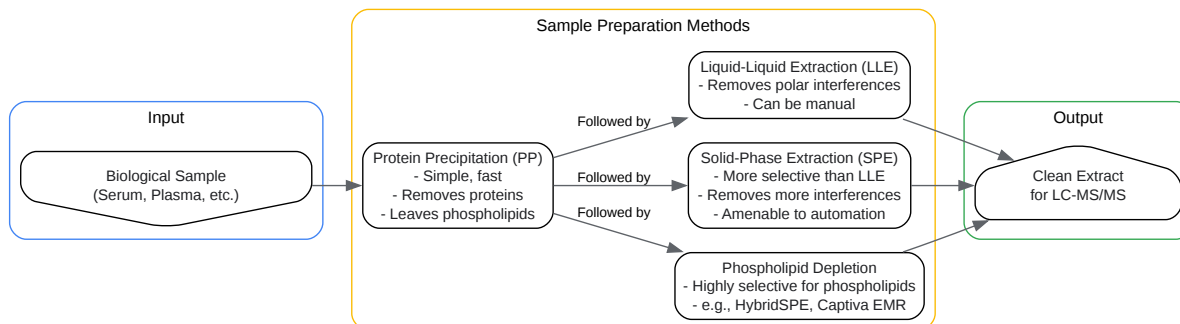 Sample Preparation Methods
Input
Biological Sample
(Serum, Plasma, etc.)
Protein Precipitation (PP)
- Simple, fast
- Removes proteins
- Leaves phospholipids
Followed by
Followed by
Followed by
Liquid-Liquid Extraction (LLE)
- Removes polar interferences
- Can be manual
Solid-Phase Extraction (SPE)
- More selective than LLE
- Removes more interferences
- Amenable to automation
Phospholipid Depletion
- Highly selective for phospholipids
- e.g., HybridSPE, Captiva EMR
Output
Clean Extract
for LC-MS/MS